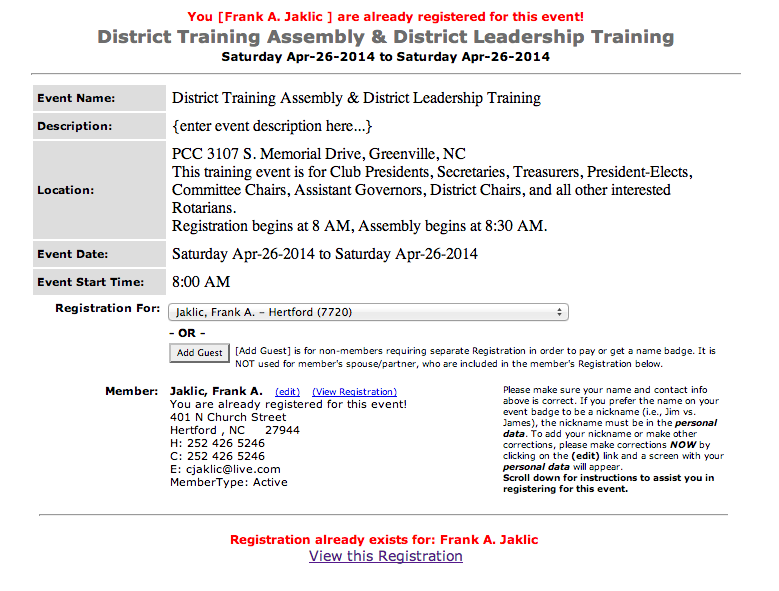 You [Frank A. Jaklic ] are already registered for this event!
District Training Assembly & District Leadership Training
Saturday Apr-26-2014 to Saturday Apr-26-2014
Event Name: District Training Assembly & District Leadership Training
Description: {enter event description here...}
Location: PCC 3107 S. Memorial Drive, Greenville, NC
This training event is for Club Presidents, Secretaries, Treasurers, President-Elects,
Committee Chairs, Assistant Governors, District Chairs, and all other interested
Rotarians.
Registration begins at 8 AM, Assembly begins at 8:30 AM.
Event Date: Saturday Apr-26-2014 to Saturday Apr-26-2014
Event Start Time: 8:00 AM
Registration For: Jaklic, Frank A. - Hertford (7720)
- OR -
Add Guest [Add Guest] is for non-members requiring separate Registration in order to pay or get a name badge. It is
NOT used for member's spouse/partner, who are included in the member's Registration below.
Member: Jaklic, Frank A. (edit) (View Registration)
You are already registered for this event!
401 N Church Street
Hertford , NC 27944
H: 252 426 5246
C: 252 426 5246
E: cjaklic@live.com
MemberType: Active
Please make sure your name and contact info
above is correct. If you prefer the name on your
event badge to be a nickname (i.e., Jim vs.
James), the nickname must be in the personal
data. To add your nickname or make other
corrections, please make corrections NOW by
clicking on the (edit) link and a screen with your
personal data will appear.
Scroll down for instructions to assist you in
registering for this event.
Registration already exists for: Frank A. Jaklic
View this Registration